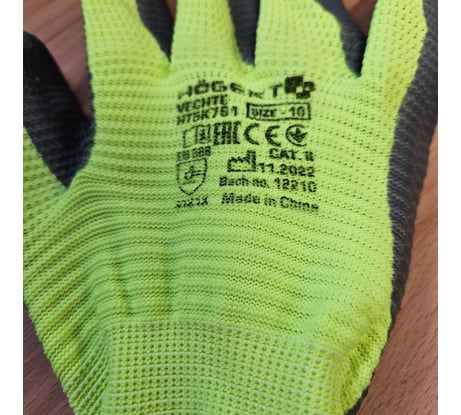 HÖGERT
VECHTE
HT5K761 SIZE - 10
EAC CE
EN 388 CAT. II
11.2022
Bach no. 12210
2121X Made in China